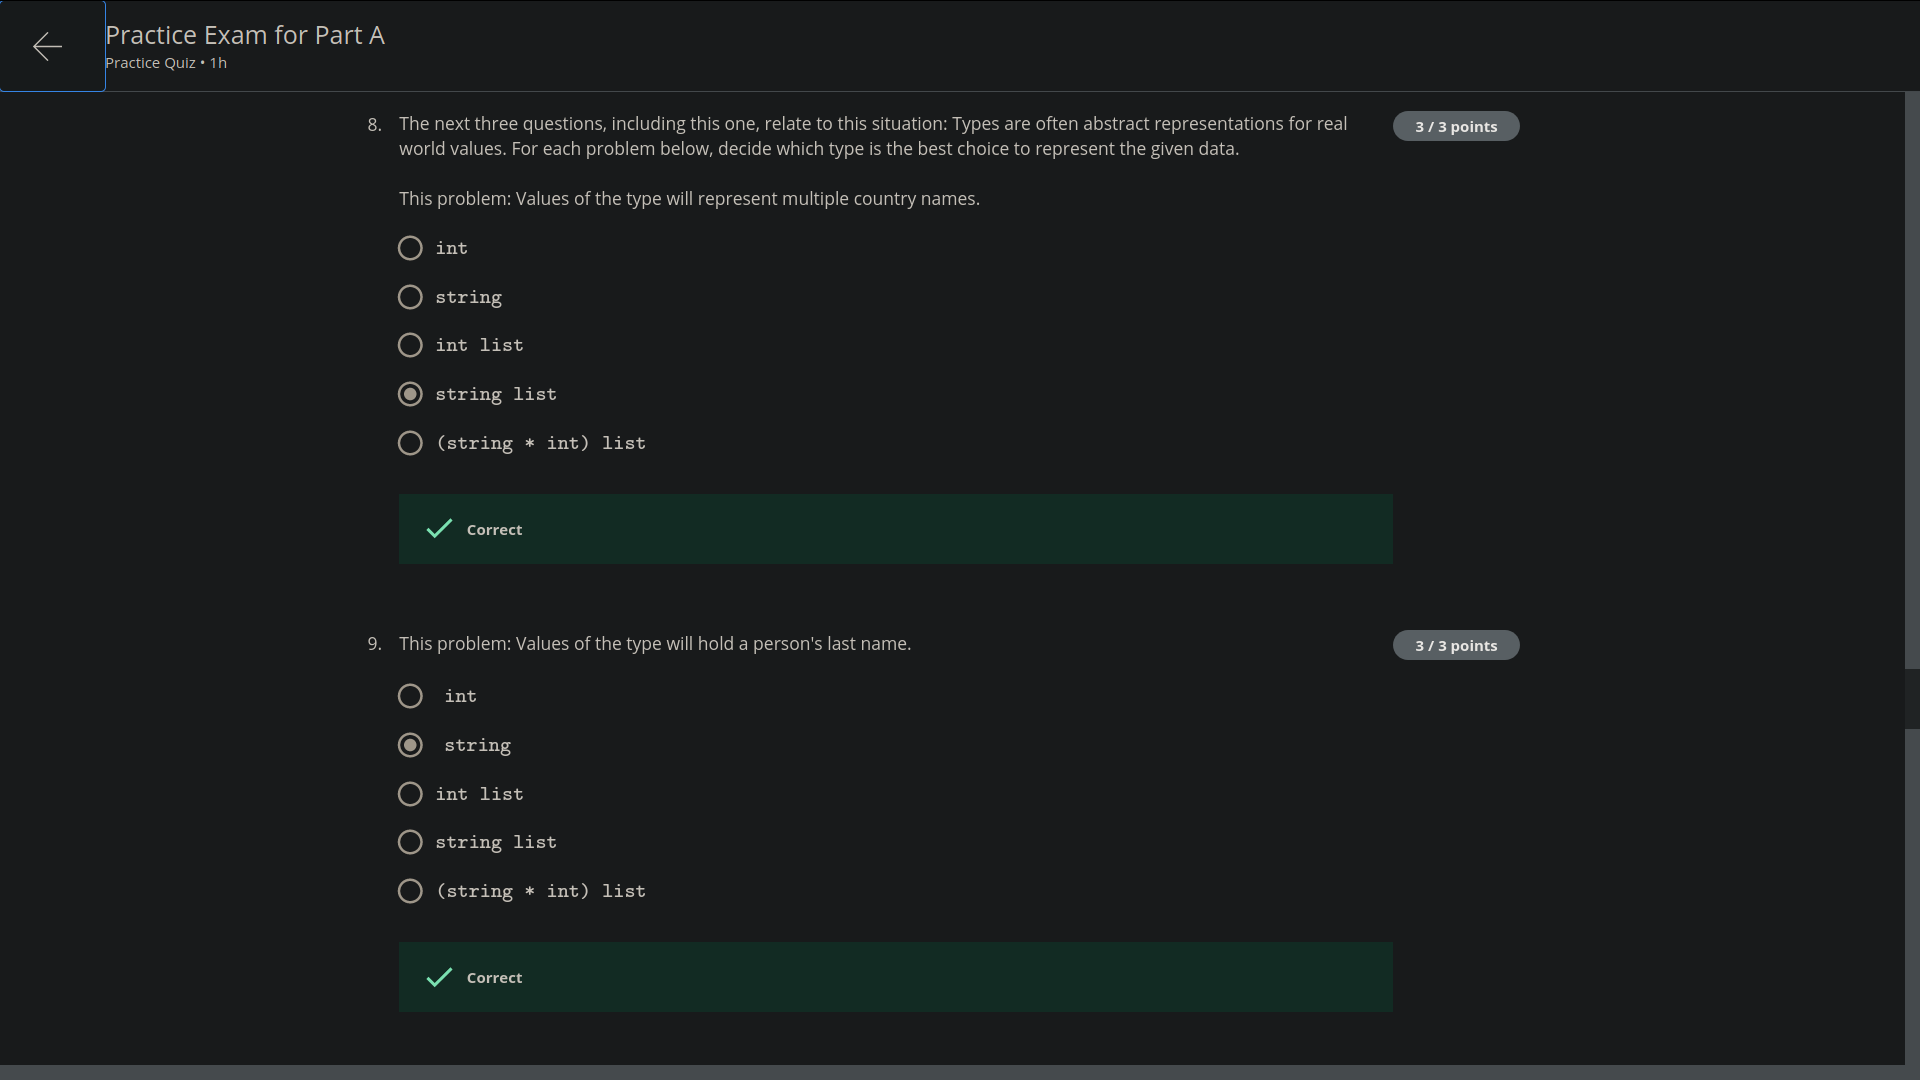 Practice Exam for Part A
Practice Quiz • 1h
8. The next three questions, including this one, relate to this situation: Types are often abstract representations for real
world values. For each problem below, decide which type is the best choice to represent the given data.
3 / 3 points
This problem: Values of the type will represent multiple country names.
int
string
int list
string list
(string * int) list
Correct
9. This problem: Values of the type will hold a person's last name.
3 / 3 points
int
string
int list
string list
(string * int) list
Correct